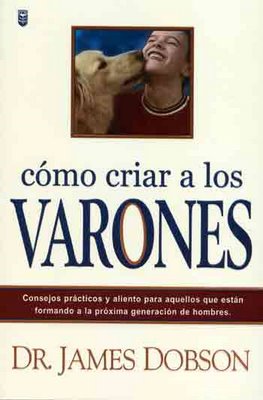 cómo criar a los
VARONES
Consejos prácticos y aliento para aquellos que están
formando a la próxima generación de hombres.
DR. JAMES DOBSON